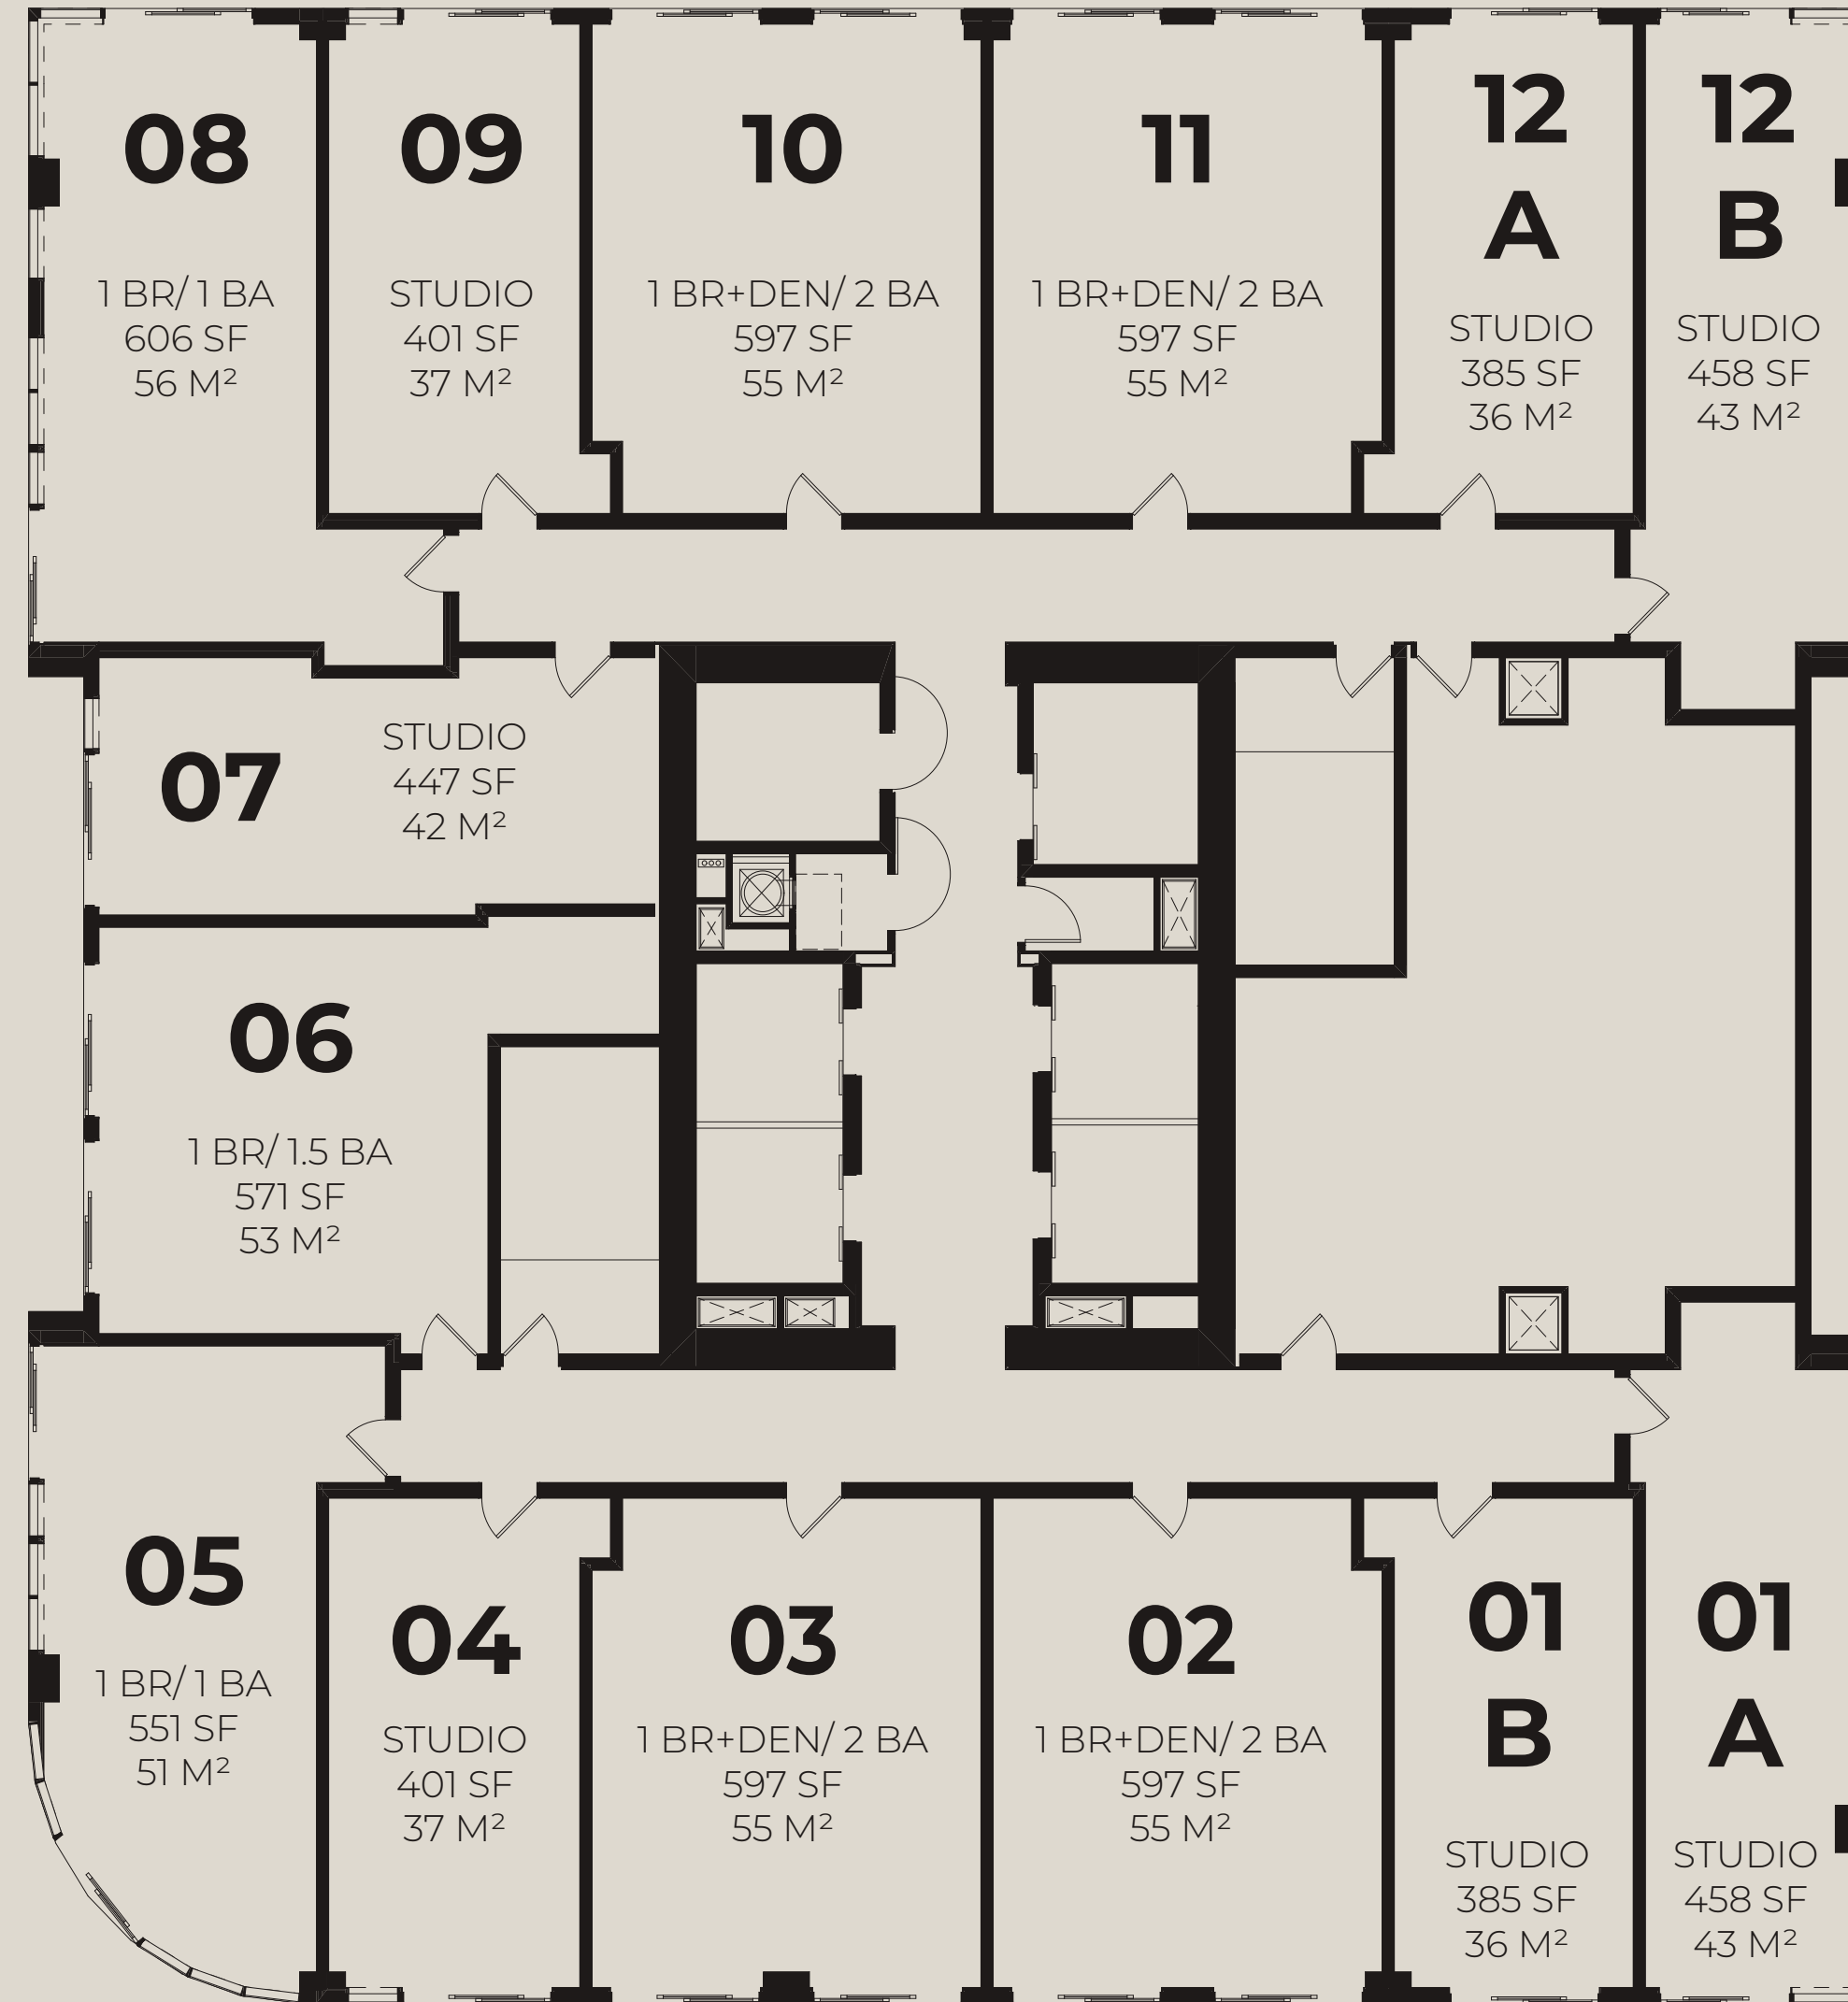 08
1 BR/ 1 BA
606 SF
56 M²
09
STUDIO
401 SF
37 M²
10
1 BR+DEN/ 2 BA
597 SF
55 M²
11
1 BR+DEN/ 2 BA
597 SF
55 M²
12
A
STUDIO
385 SF
36 M²
12
B
STUDIO
458 SF
43 M²
07
STUDIO
447 SF
42 M²
06
1 BR/ 1.5 BA
571 SF
53 M²
05
1 BR/ 1 BA
551 SF
51 M²
04
STUDIO
401 SF
37 M²
03
1 BR+DEN/ 2 BA
597 SF
55 M²
02
1 BR+DEN/ 2 BA
597 SF
55 M²
01
B
STUDIO
385 SF
36 M²
01
A
STUDIO
458 SF
43 M²